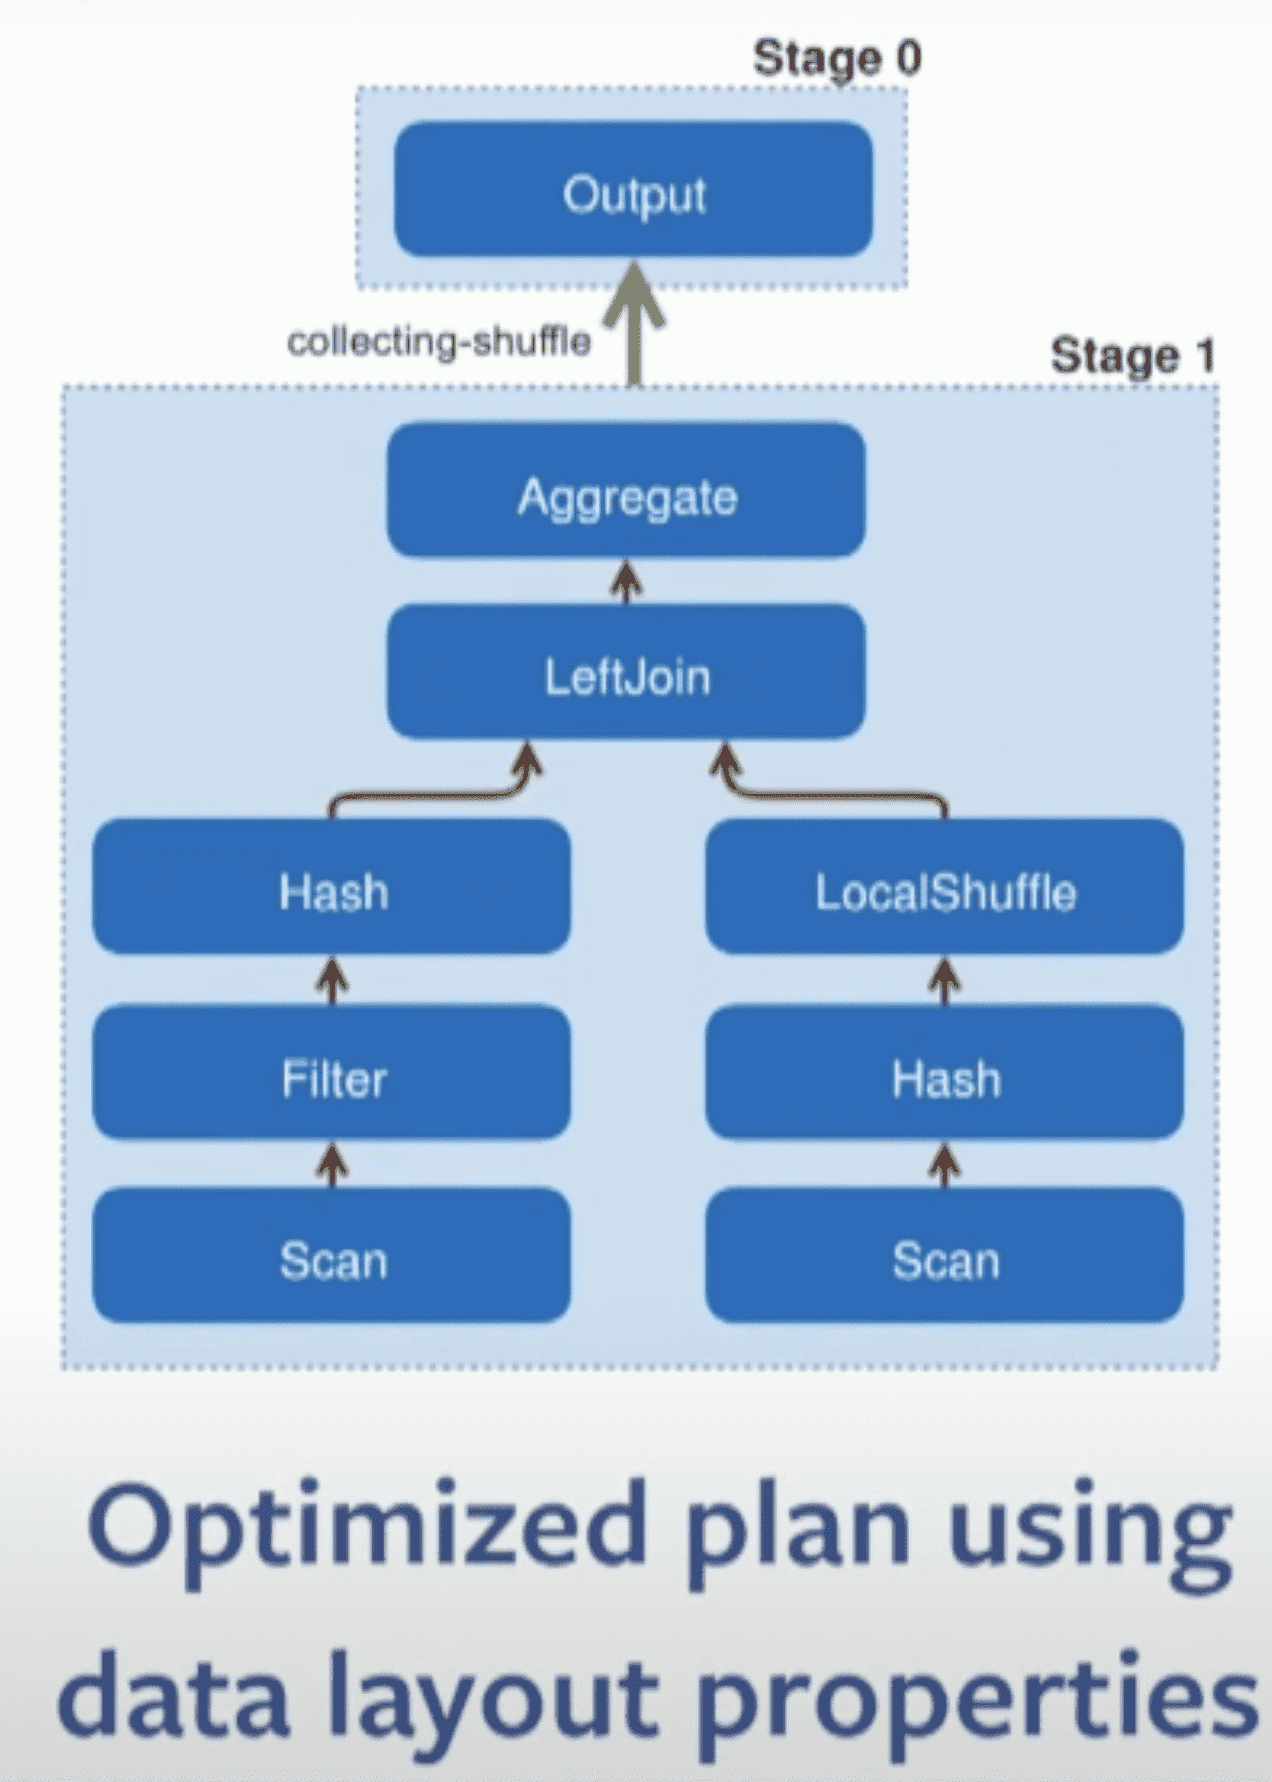 Stage 0
Output
collecting-shuffle
Stage 1
Aggregate
LeftJoin
Hash
LocalShuffle
Filter
Hash
Scan
Scan
Optimized plan using
data layout properties